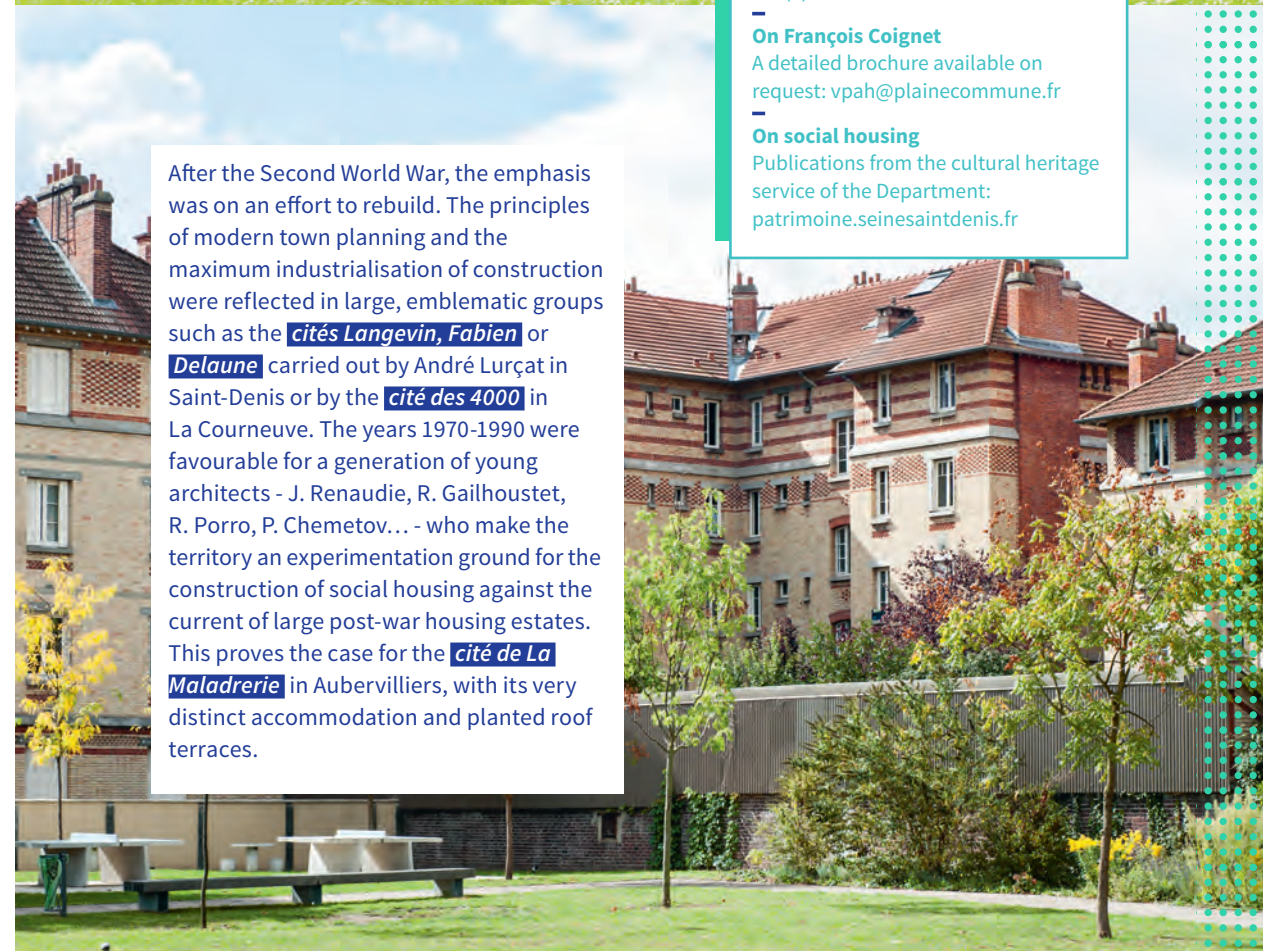 On François Coignet
A detailed brochure available on
request: vpah@plainecommune.fr
On social housing
Publications from the cultural heritage
service of the Department:
patrimoine.seinesaintdenis.fr
After the Second World War, the emphasis
was on an effort to rebuild. The principles
of modern town planning and the
maximum industrialisation of construction
were reflected in large, emblematic groups
such as the cités Langevin, Fabien or
Delaune carried out by André Lurçat in
Saint-Denis or by the cité des 4000 in
La Courneuve. The years 1970-1990 were
favourable for a generation of young
architects - J. Renaudie, R. Gailhoustet,
R. Porro, P. Chemetov… - who make the
territory an experimentation ground for the
construction of social housing against the
current of large post-war housing estates.
This proves the case for the cité de La
Maladrerie in Aubervilliers, with its very
distinct accommodation and planted roof
terraces.